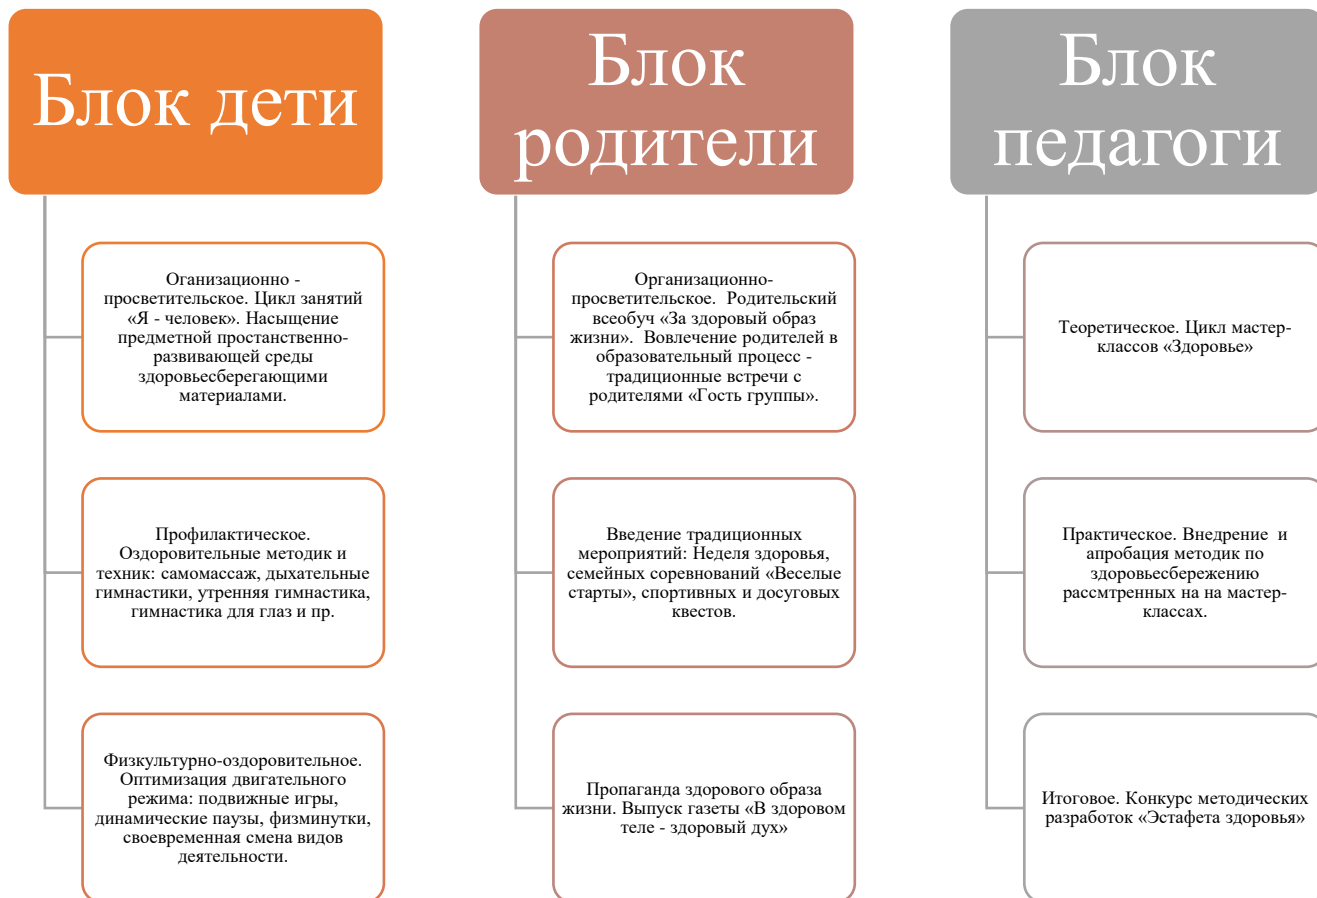 Блок дети
Оганизационно -
просветительское. Цикл занятий
«Я - человек». Насыщение
предметной простанственно-
развивающей среды
здоровьесберегающими
материалами.
Профилактическое.
Оздоровительные методик и
техник: самомассаж, дыхательные
гимнастики, утренняя гимнастика,
гимнастика для глаз и пр.
Физкультурно-оздоровительное.
Оптимизация двигательного
режима: подвижные игры,
динамические паузы, физминутки,
своевременная смена видов
деятельности.
Блок
родители
Организационно-
просветительское.  Родительский
всеобуч «За здоровый образ
жизни».  Вовлечение родителей в
образовательный процесс -
традиционные встречи с
родителями «Гость группы».
Введение традиционных
мероприятий: Неделя здоровья,
семейных соревнований «Веселые
старты», спортивных и досуговых
квестов.
Пропаганда здорового образа
жизни. Выпуск газеты «В здоровом
теле - здоровый дух»
Блок
педагоги
Теоретическое. Цикл мастер-
классов «Здоровье»
Практическое. Внедрение  и
апробация методик по
здоровьесбережению
рассмтренных на на мастер-
классах.
Итоговое. Конкурс методических
разработок «Эстафета здоровья»